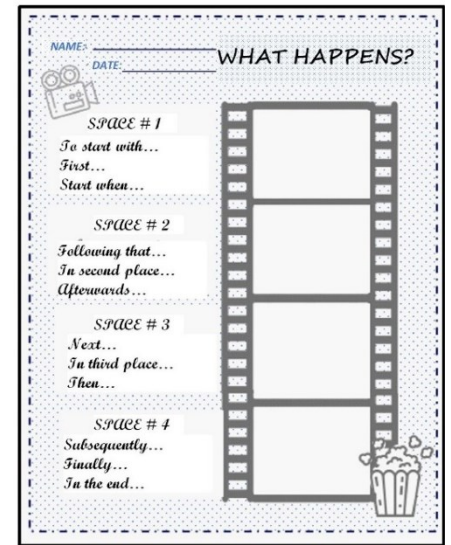 NAME:
WHAT HAPPENS?
DATE:
SPACE # 1
To start with...
First...
Start when...
SPACE # 2
Following that...
In second place...
Afterwards...
SPACE # 3
Next...
In third place...
Then...
SPACE # 4
Subsequently...
Finally...
In the end...